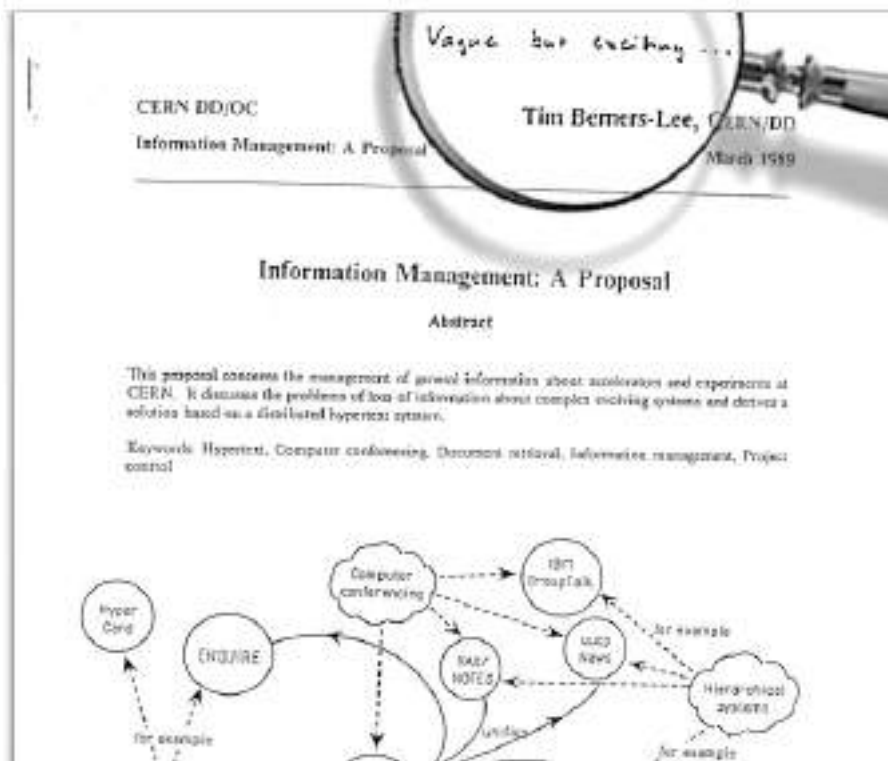 Vague but exciting ...
CERN DD/OC
Tim Berners-Lee, CERN/DD
Information Management: A Proposal
March 1989
Information Management: A Proposal
Abstract
This proposal concerns the management of general information about accelerators and experiments at
CERN. It discusses the problems of loss of information about complex evolving systems and derives a
solution based on a distributed hypertext system.
Keywords: Hypertext, Computer conferencing, Document retrieval, Information management, Project
control
Computer
conferencing
IBM
GroupTalk
Hyper
Card
ENQUIRE
VAX/
NOTES
uucp
News
for example
Hierarchical
systems
for example
unifies
for example